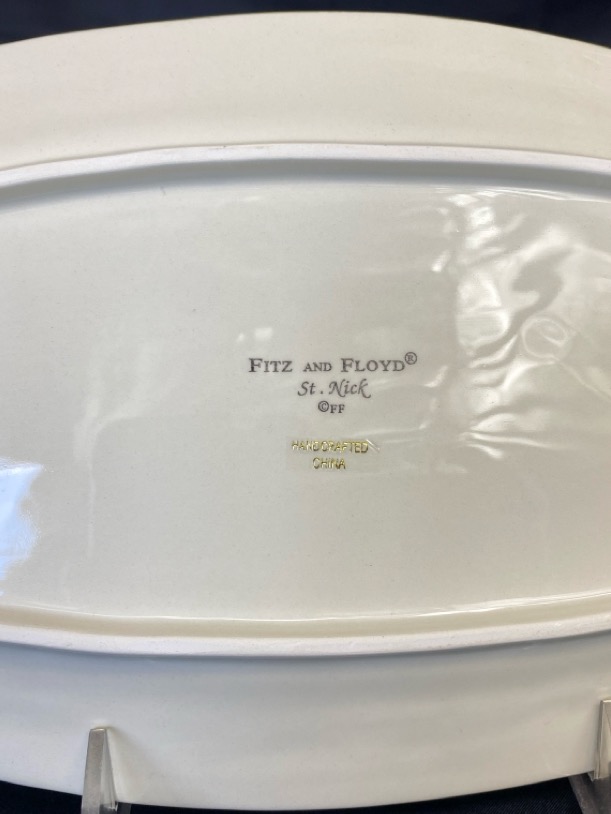 FITZ AND FLOYD®
St. Nick
©FF
HANDCRAFTED
CHINA